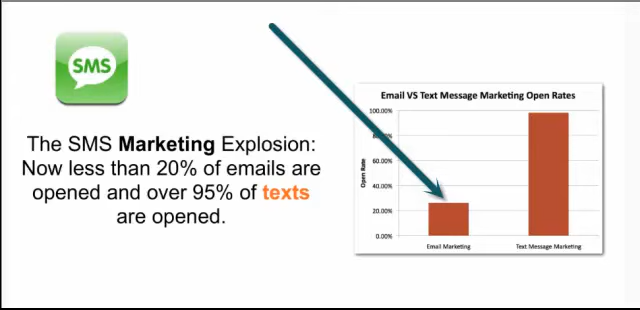 SMS
The SMS Marketing Explosion:
Now less than 20% of emails are
opened and over 95% of texts
are opened.
Email VS Text Message Marketing Open Rates
100.00%
60.00%
40.00%
20.00%
0.00%
Open Rate
Email Marketing
Text Message Marketing